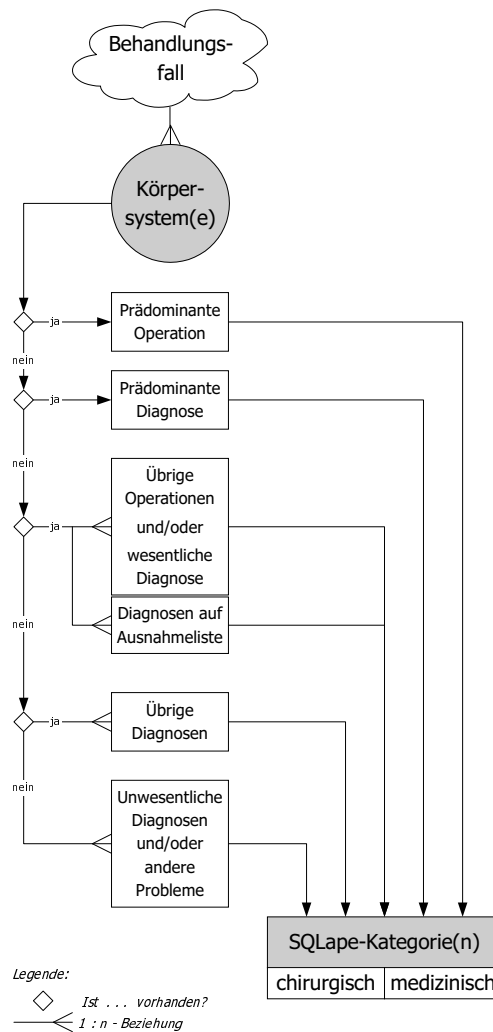 Behandlungs-
fall
Körper-
system(e)
ja
Prädominante
Operation
nein
ja
Prädominante
Diagnose
nein
ja
Übrige
Operationen
und/oder
wesentliche
Diagnose
nein
Diagnosen auf
Ausnahmeliste
ja
Übrige
Diagnosen
nein
Unwesentliche
Diagnosen
und/oder
andere
Probleme
SQLape-Kategorie(n)
chirurgisch medizinisch
Legende:
Ist ... vorhanden?
1 : n - Beziehung